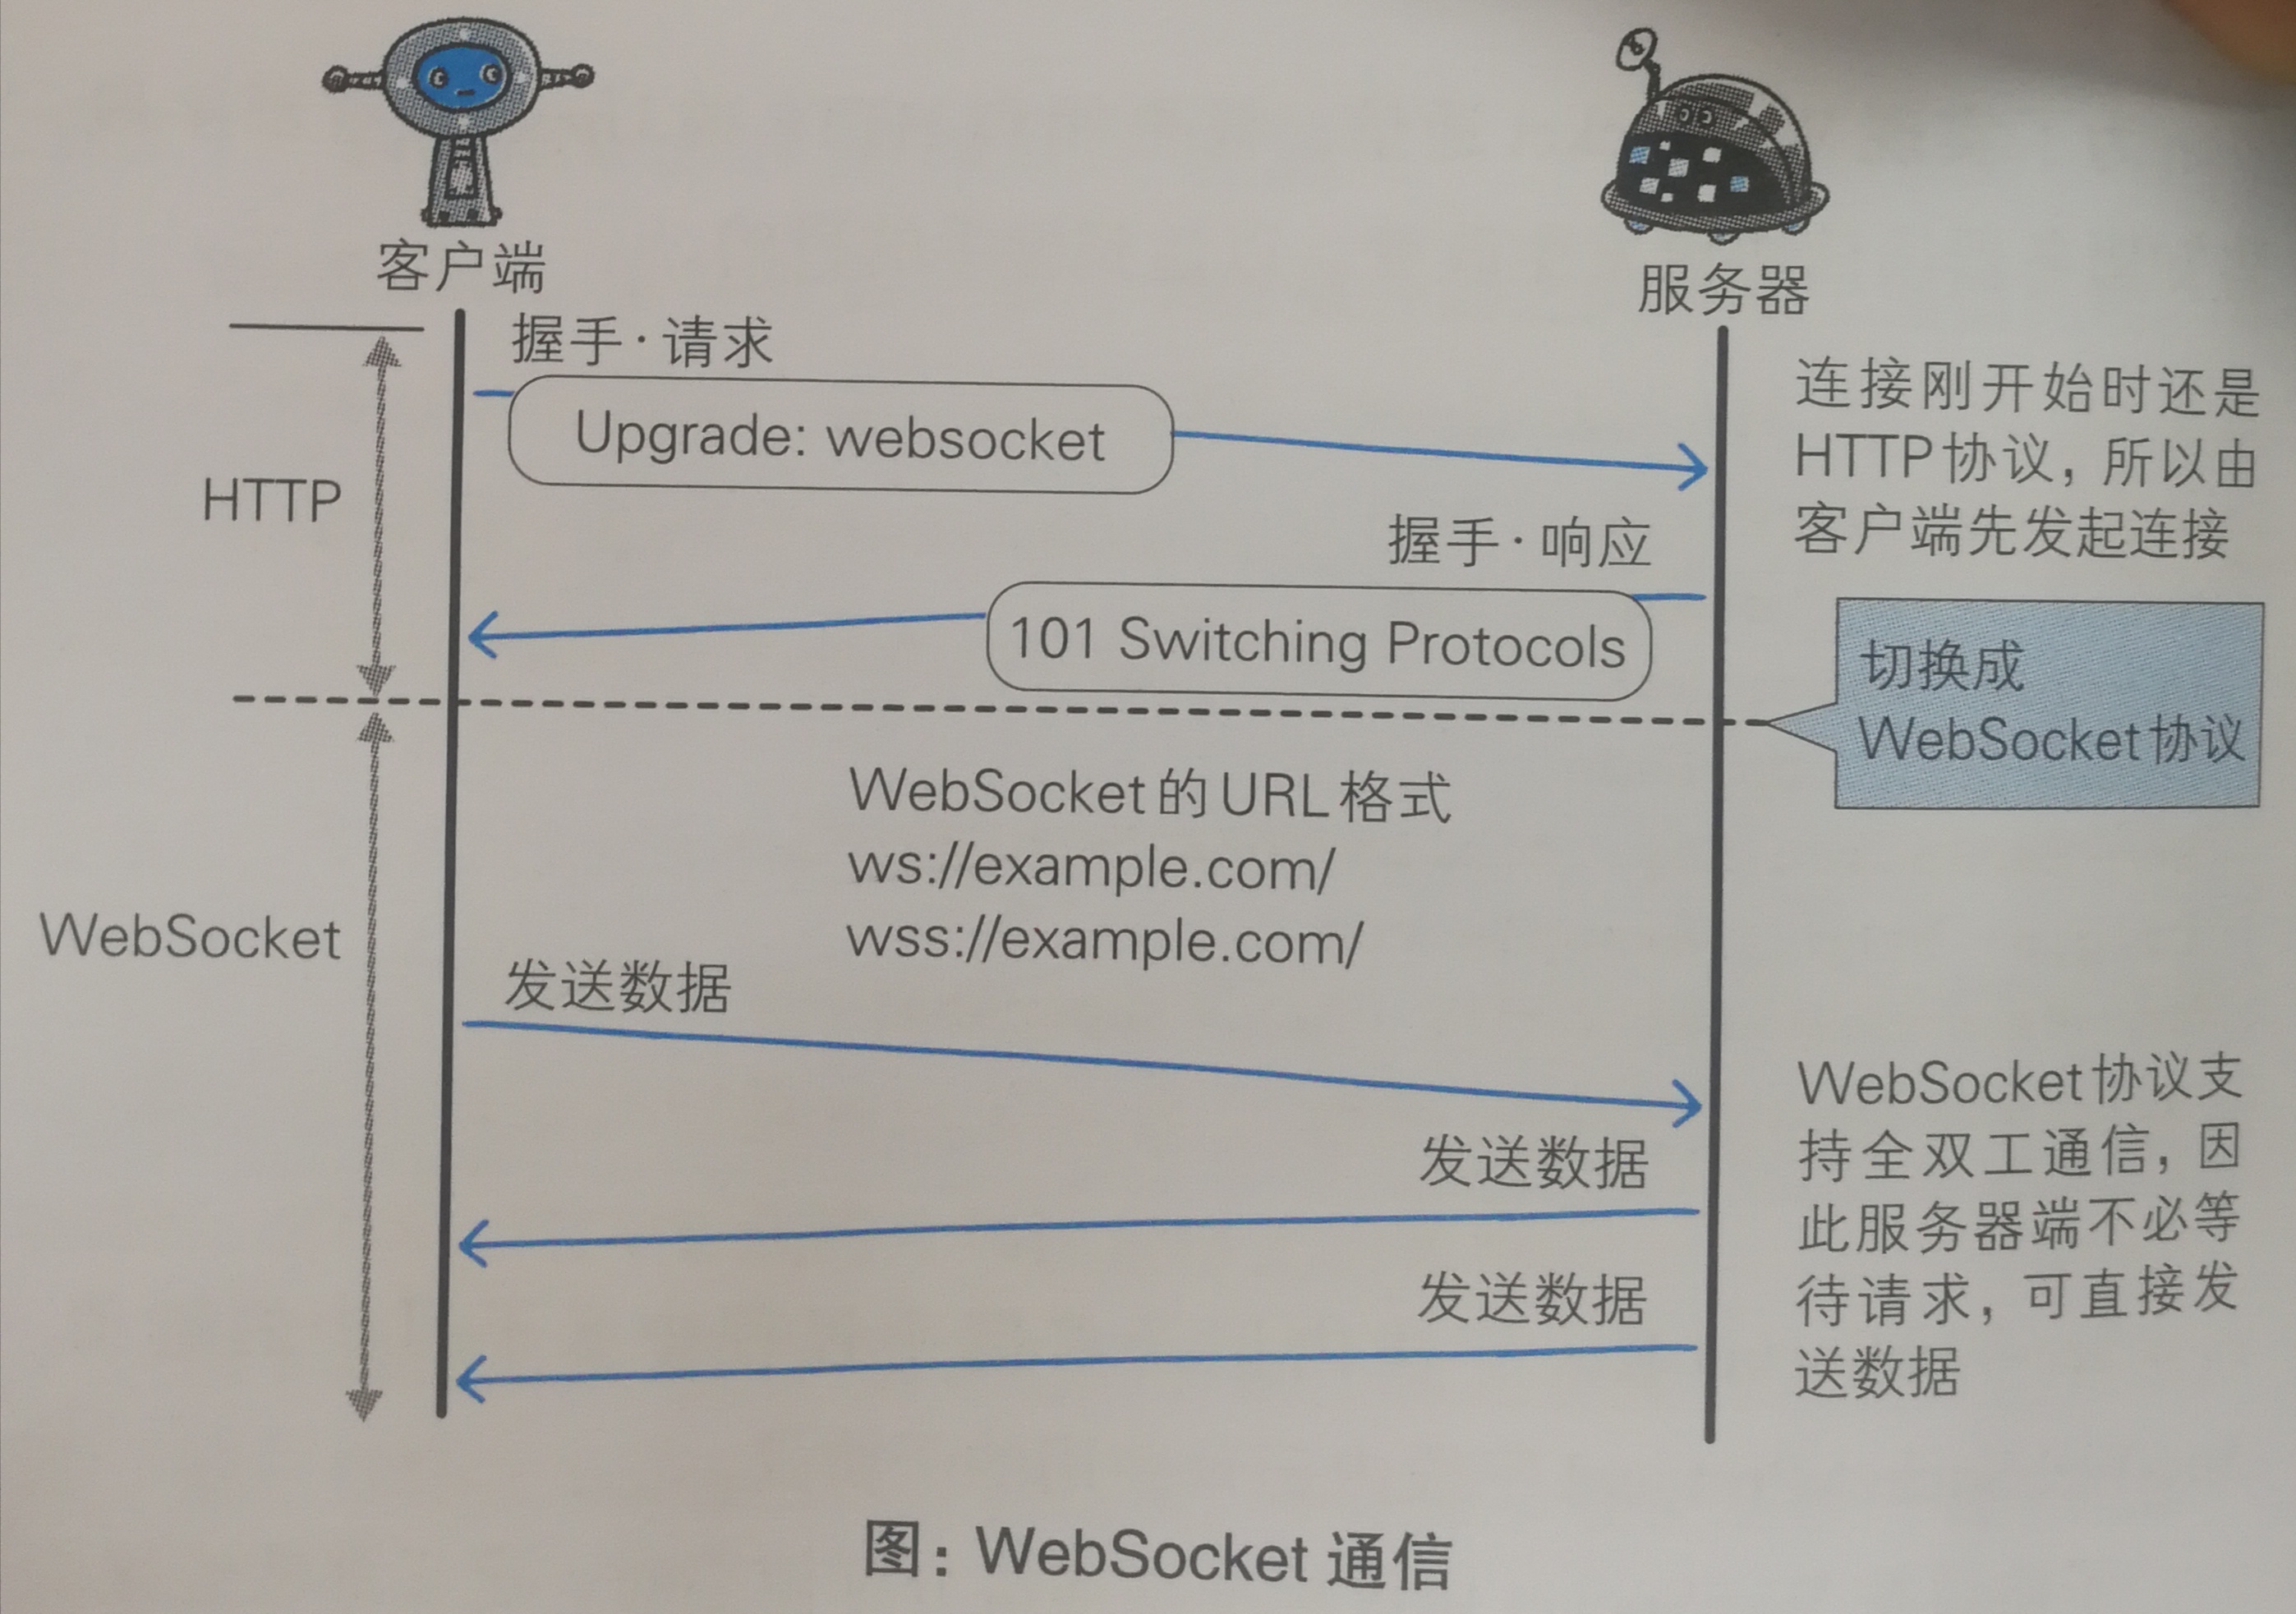 客户端
服务器
握手·请求
Upgrade: websocket
连接刚开始时还是
HTTP协议，所以由
客户端先发起连接
HTTP
握手·响应
101 Switching Protocols
切换成
WebSocket协议
WebSocket的URL格式
ws://example.com/
wss://example.com/
WebSocket
发送数据
发送数据
发送数据
WebSocket协议支
持全双工通信，因
此服务器端不必等
待请求，可直接发
送数据
图：WebSocket 通信